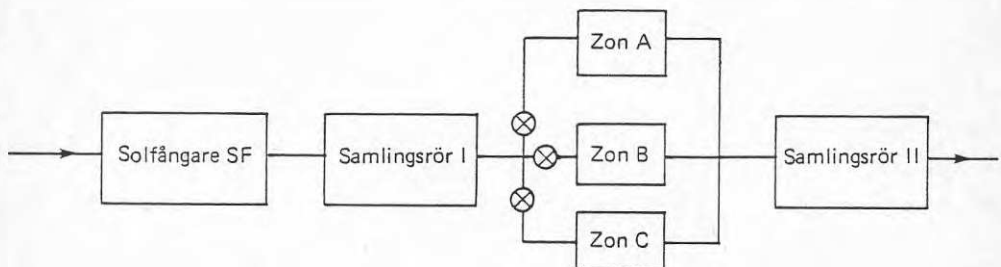 Zon A
Solfångare SF
Samlingsrör I
Zon B
Samlingsrör II
Zon C